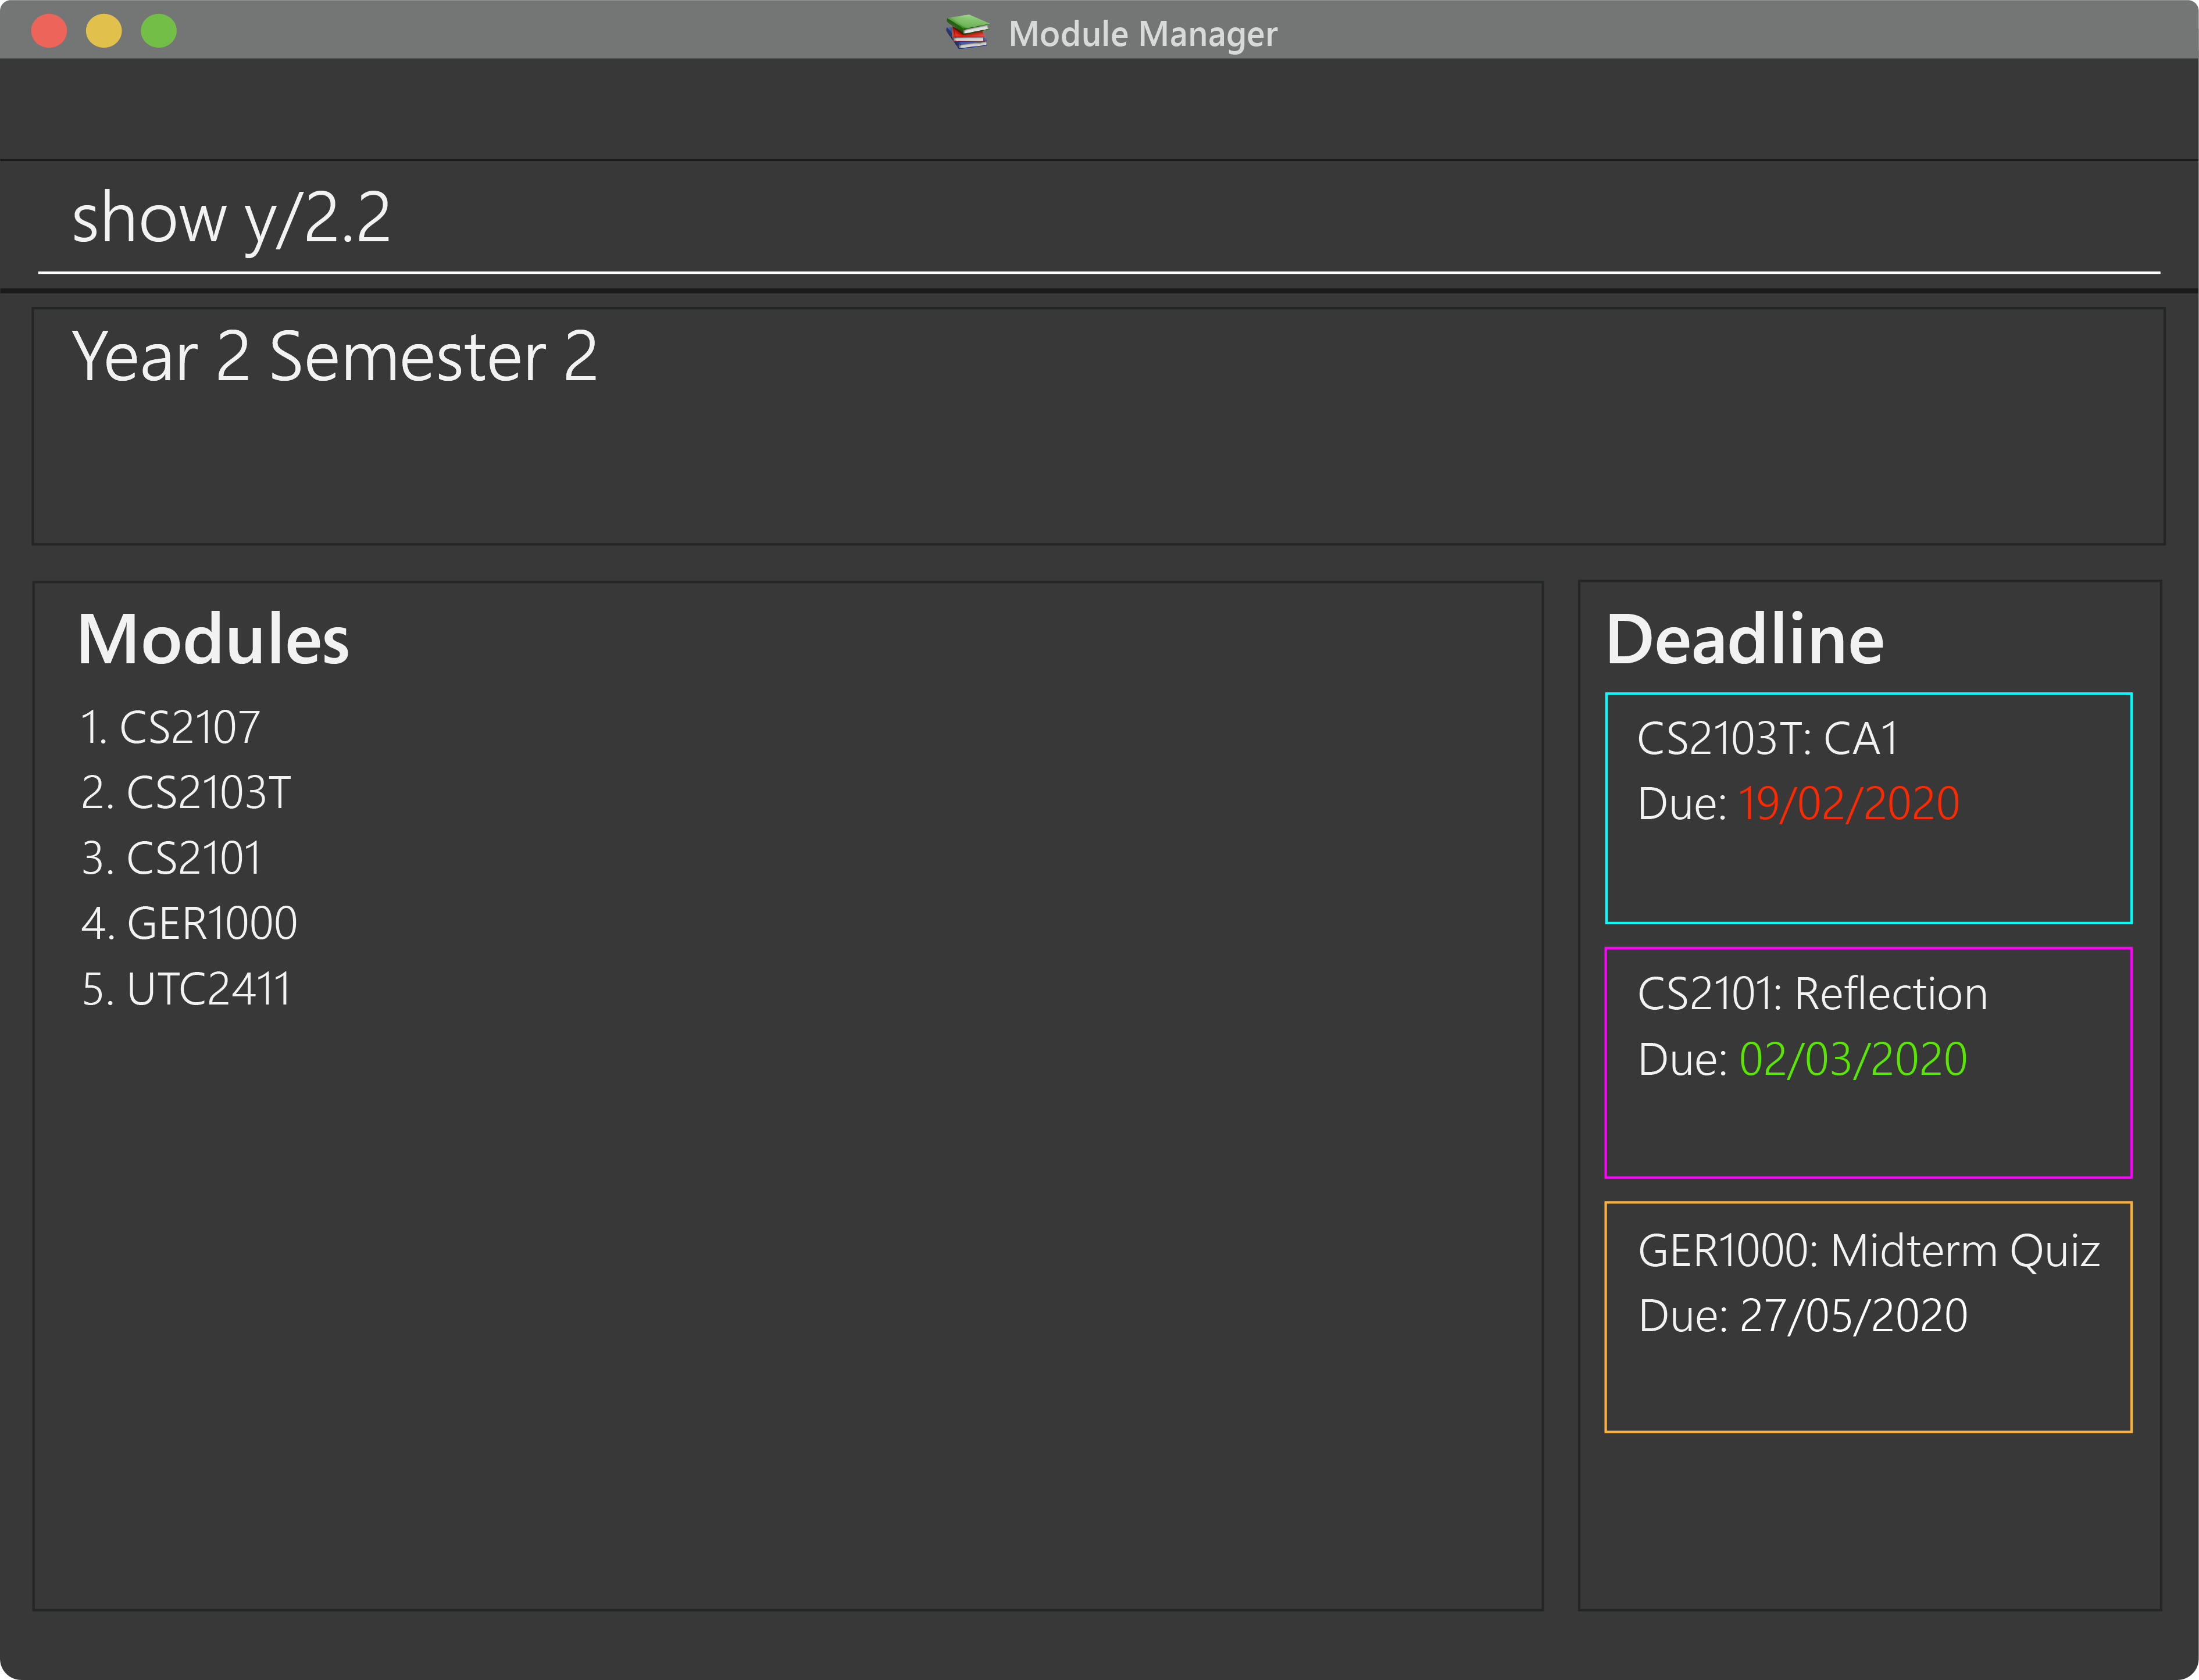 Module Manager
show y/2.2
Year 2 Semester 2
Modules
1. CS2107
2. CS2103T
3. CS2101
4. GER1000
5. UTC2411
Deadline
CS2103T: CA1
Due: 19/02/2020
CS2101: Reflection
Due: 02/03/2020
GER1000: Midterm Quiz
Due: 27/05/2020